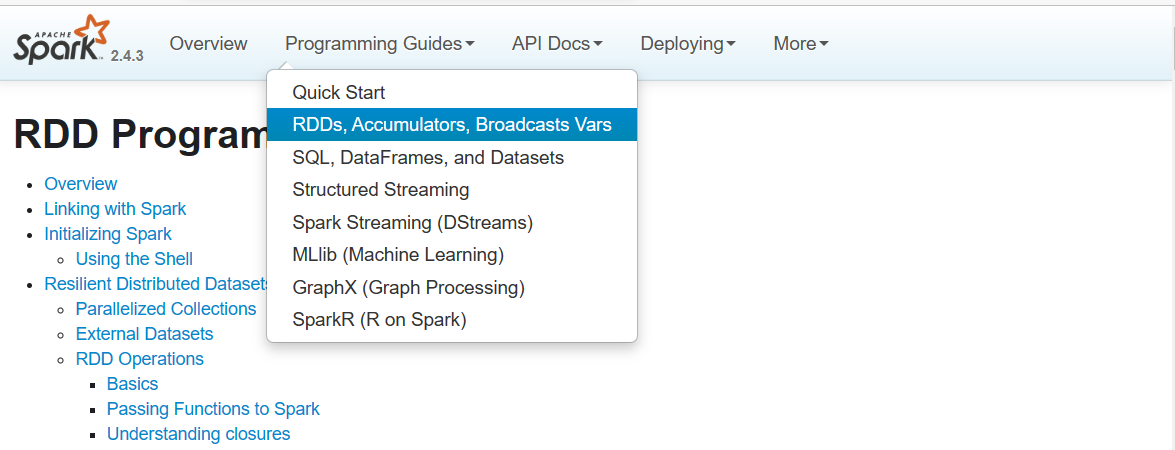 APACHE
Spark 2.4.3 Overview Programming Guides API Docs Deploying More
Quick Start
RDDs, Accumulators, Broadcasts Vars
SQL, DataFrames, and Datasets
Structured Streaming
Spark Streaming (DStreams)
MLlib (Machine Learning)
GraphX (Graph Processing)
SparkR (R on Spark)
RDD Program
Overview
Linking with Spark
Initializing Spark
Using the Shell
Resilient Distributed Datasets
Parallelized Collections
External Datasets
RDD Operations
Basics
Passing Functions to Spark
Understanding closures